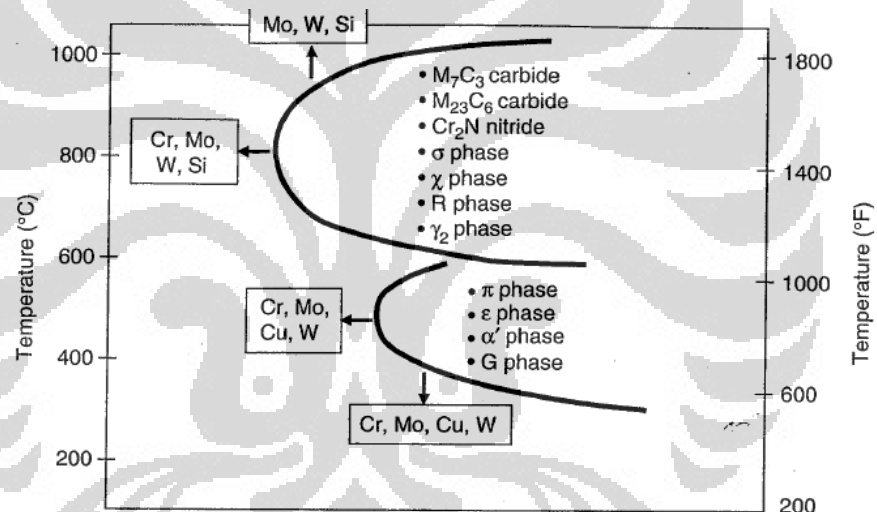 Mo, W, Si
1000
1800
• M₇C₃ carbide
• M₂₃C₆ carbide
• Cr₂N nitride
• σ phase
• χ phase
• R phase
• γ₂ phase
Cr, Mo,
W, Si
800
1400
Temperature (°C)
Temperature (°F)
600
1000
• π phase
• ε phase
• α′ phase
• G phase
Cr, Mo,
Cu, W
400
600
Cr, Mo, Cu, W
200
200